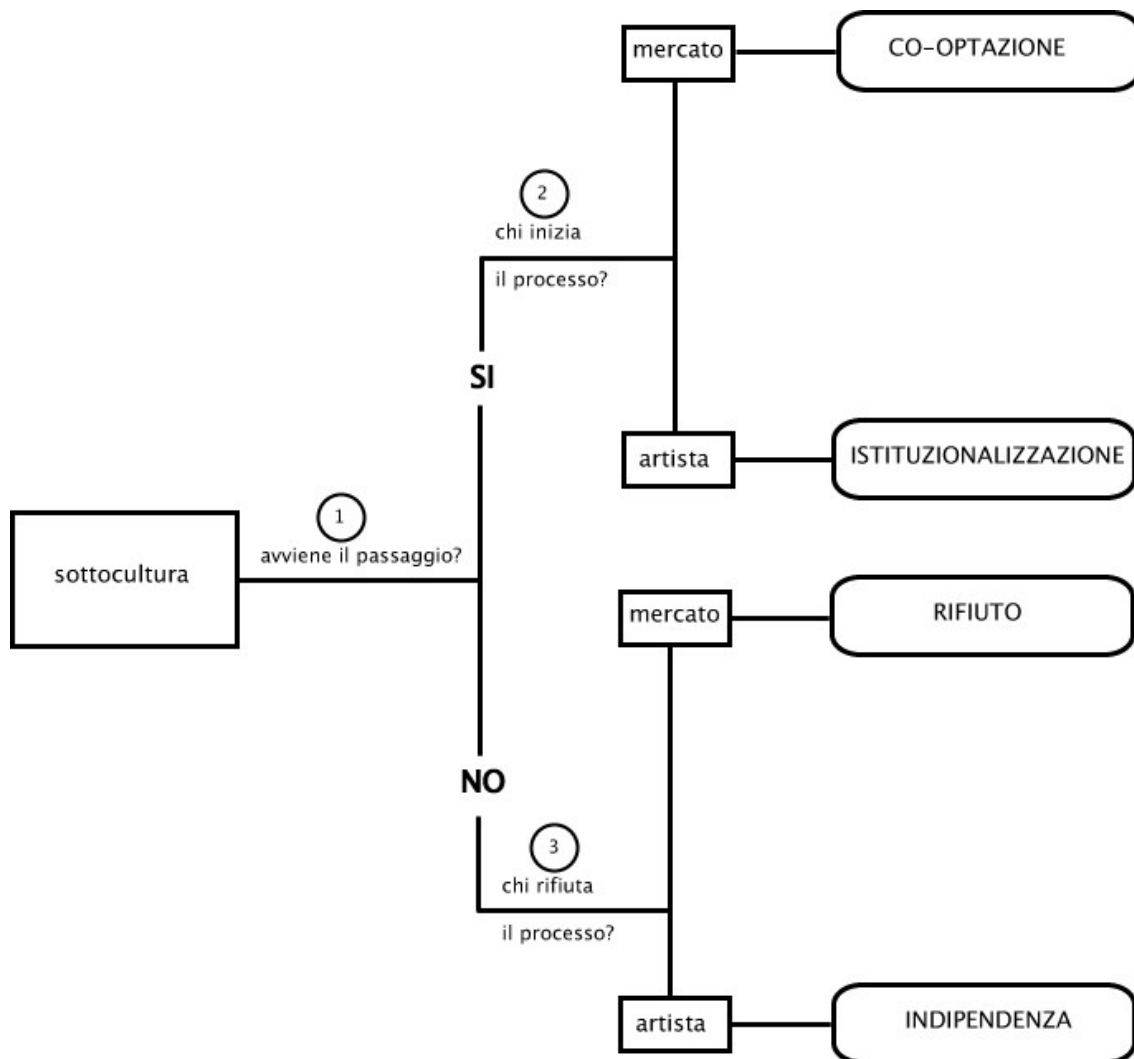 mercato
CO-OPTAZIONE
2
chi inizia
il processo?
SI
artista
ISTITUZIONALIZZAZIONE
1
avviene il passaggio?
sottocultura
mercato
RIFIUTO
NO
3
chi rifiuta
il processo?
artista
INDIPENDENZA